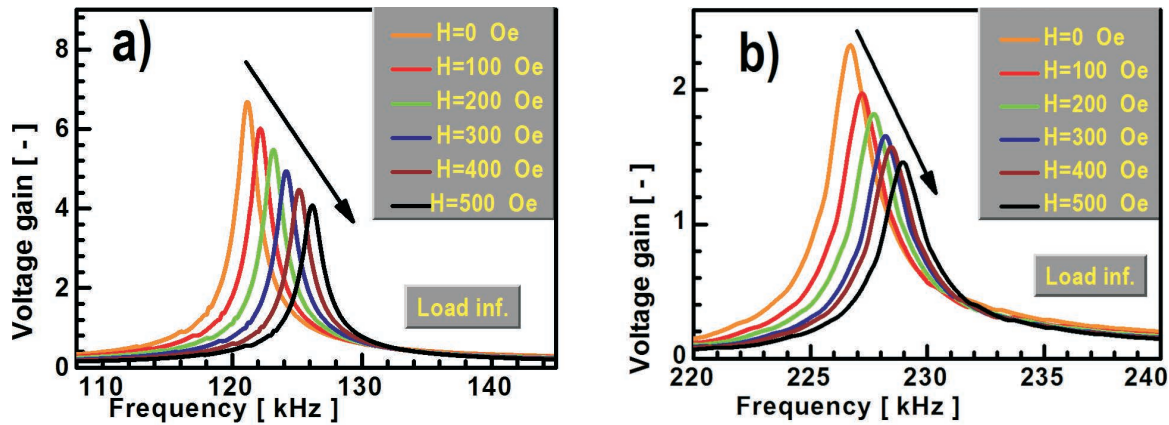 a)
H=0 Oe
H=100 Oe
H=200 Oe
H=300 Oe
H=400 Oe
H=500 Oe
Load inf.
Voltage gain [ - ]
8
6
4
2
0
110
120
130
140
Frequency [ kHz ]
b)
H=0 Oe
H=100 Oe
H=200 Oe
H=300 Oe
H=400 Oe
H=500 Oe
Load inf.
Voltage gain [ - ]
2
1
0
220
225
230
235
240
Frequency [ kHz ]